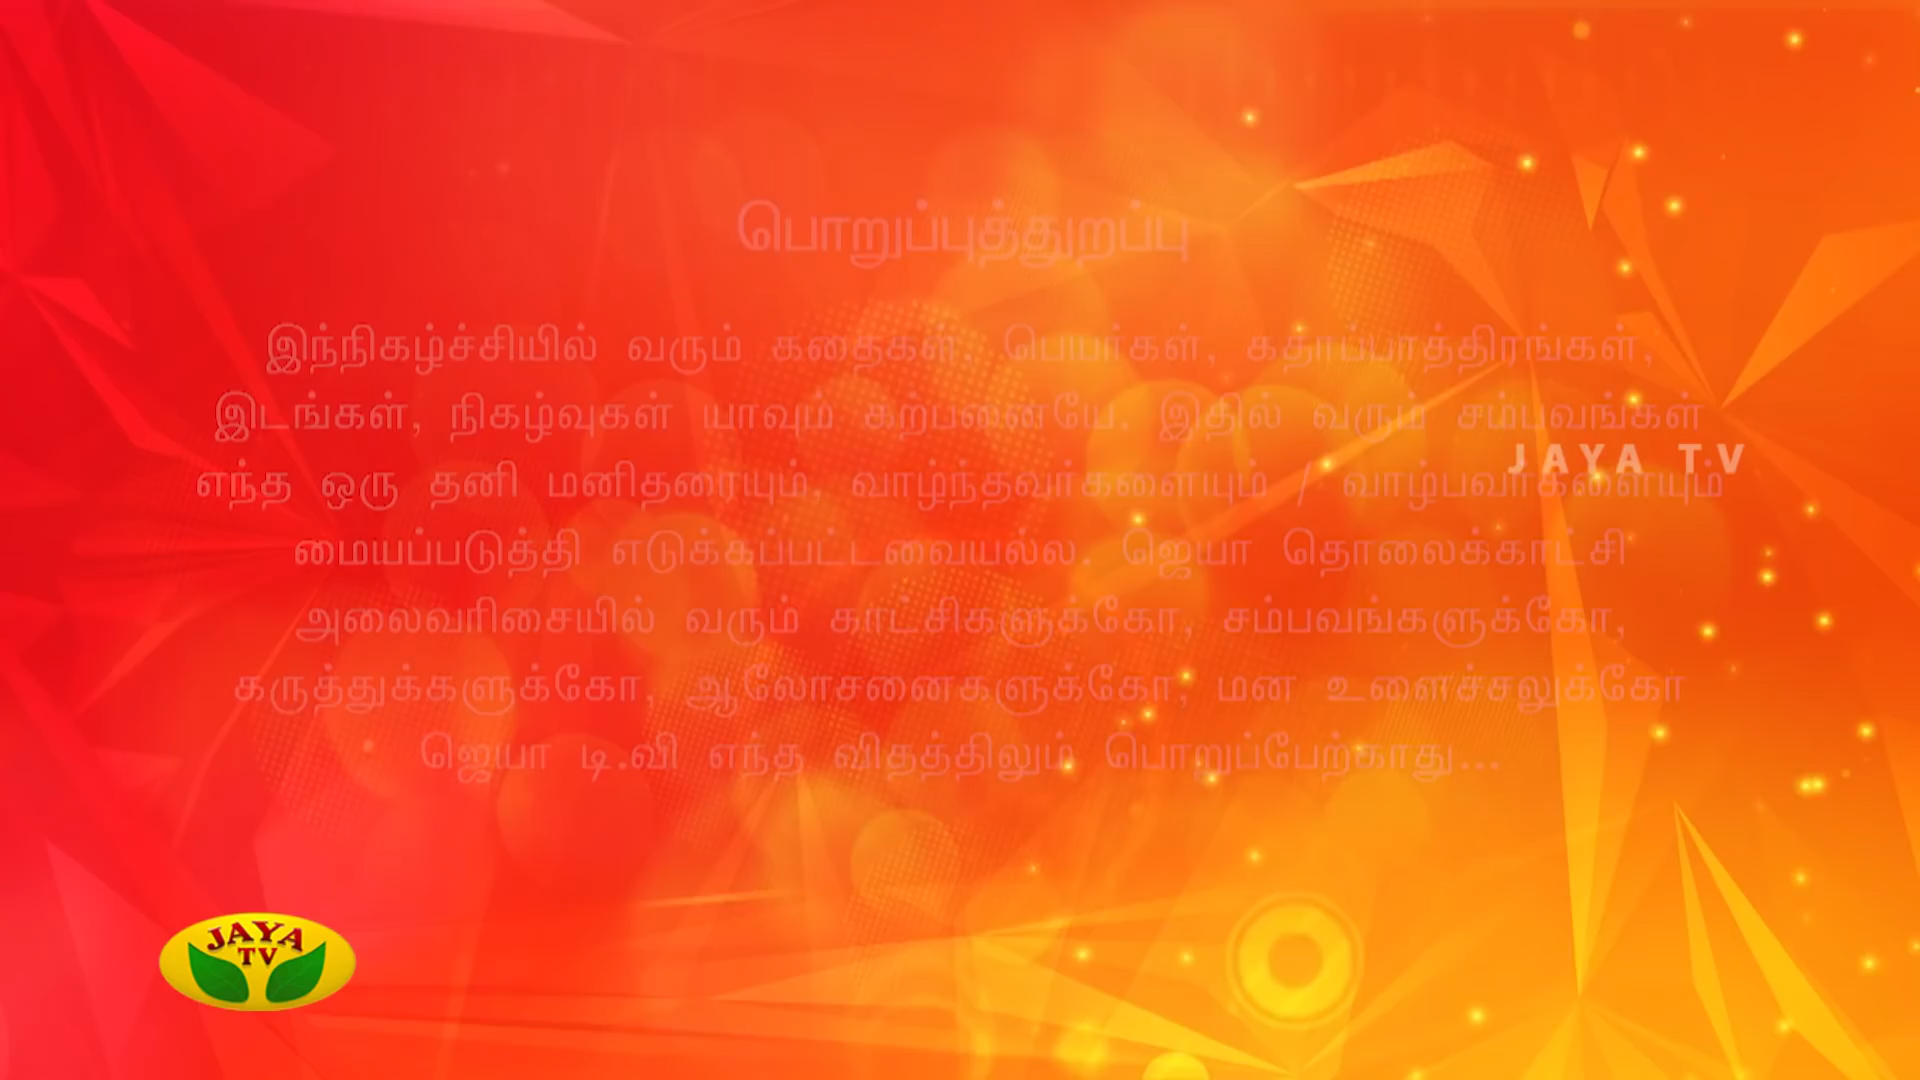 பொறுப்புத்துறப்பு
இந்நிகழ்ச்சியில் வரும் கதைகள், பெயர்கள், கதாப்பாத்திரங்கள்,
இடங்கள், நிகழ்வுகள் யாவும் கற்பனையே. இதில் வரும் சம்பவங்கள்
எந்த ஒரு தனி மனிதரையும், வாழ்ந்தவர்களையும் / வாழ்பவர்களையும்
JAYA TV
மையப்படுத்தி எடுக்கப்பட்டவையல்ல. ஜெயா தொலைக்காட்சி
அலைவரிசையில் வரும் காட்சிகளுக்கோ, சம்பவங்களுக்கோ,
கருத்துக்களுக்கோ, ஆலோசனைகளுக்கோ, மன உளைச்சலுக்கோ
ஜெயா டி.வி எந்த விதத்திலும் பொறுப்பேற்காது...
JAYA
TV